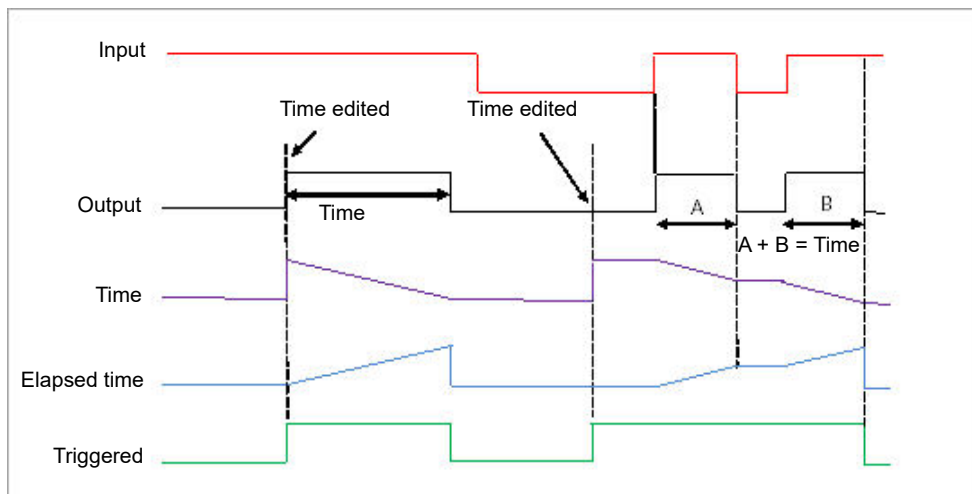 Input
Time edited
Time edited
Output
Time
A
B
A + B = Time
Time
Elapsed time
Triggered